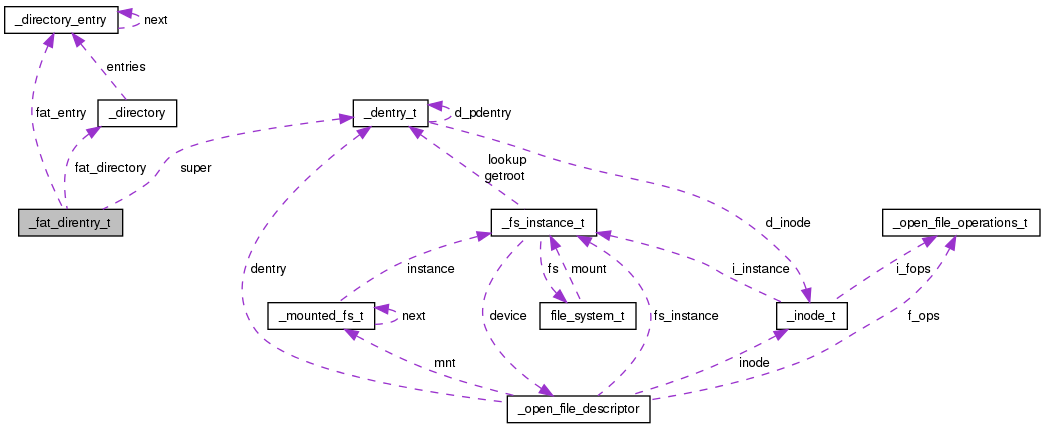 _directory_entry
next
entries
fat_entry
_directory
_dentry_t
d_pdentry
fat_directory
super
lookup
getroot
_fat_direntry_t
_fs_instance_t
d_inode
_open_file_operations_t
dentry
instance
fs
mount
i_instance
i_fops
_mounted_fs_t
next
device
file_system_t
fs_instance
_inode_t
f_ops
mnt
inode
_open_file_descriptor